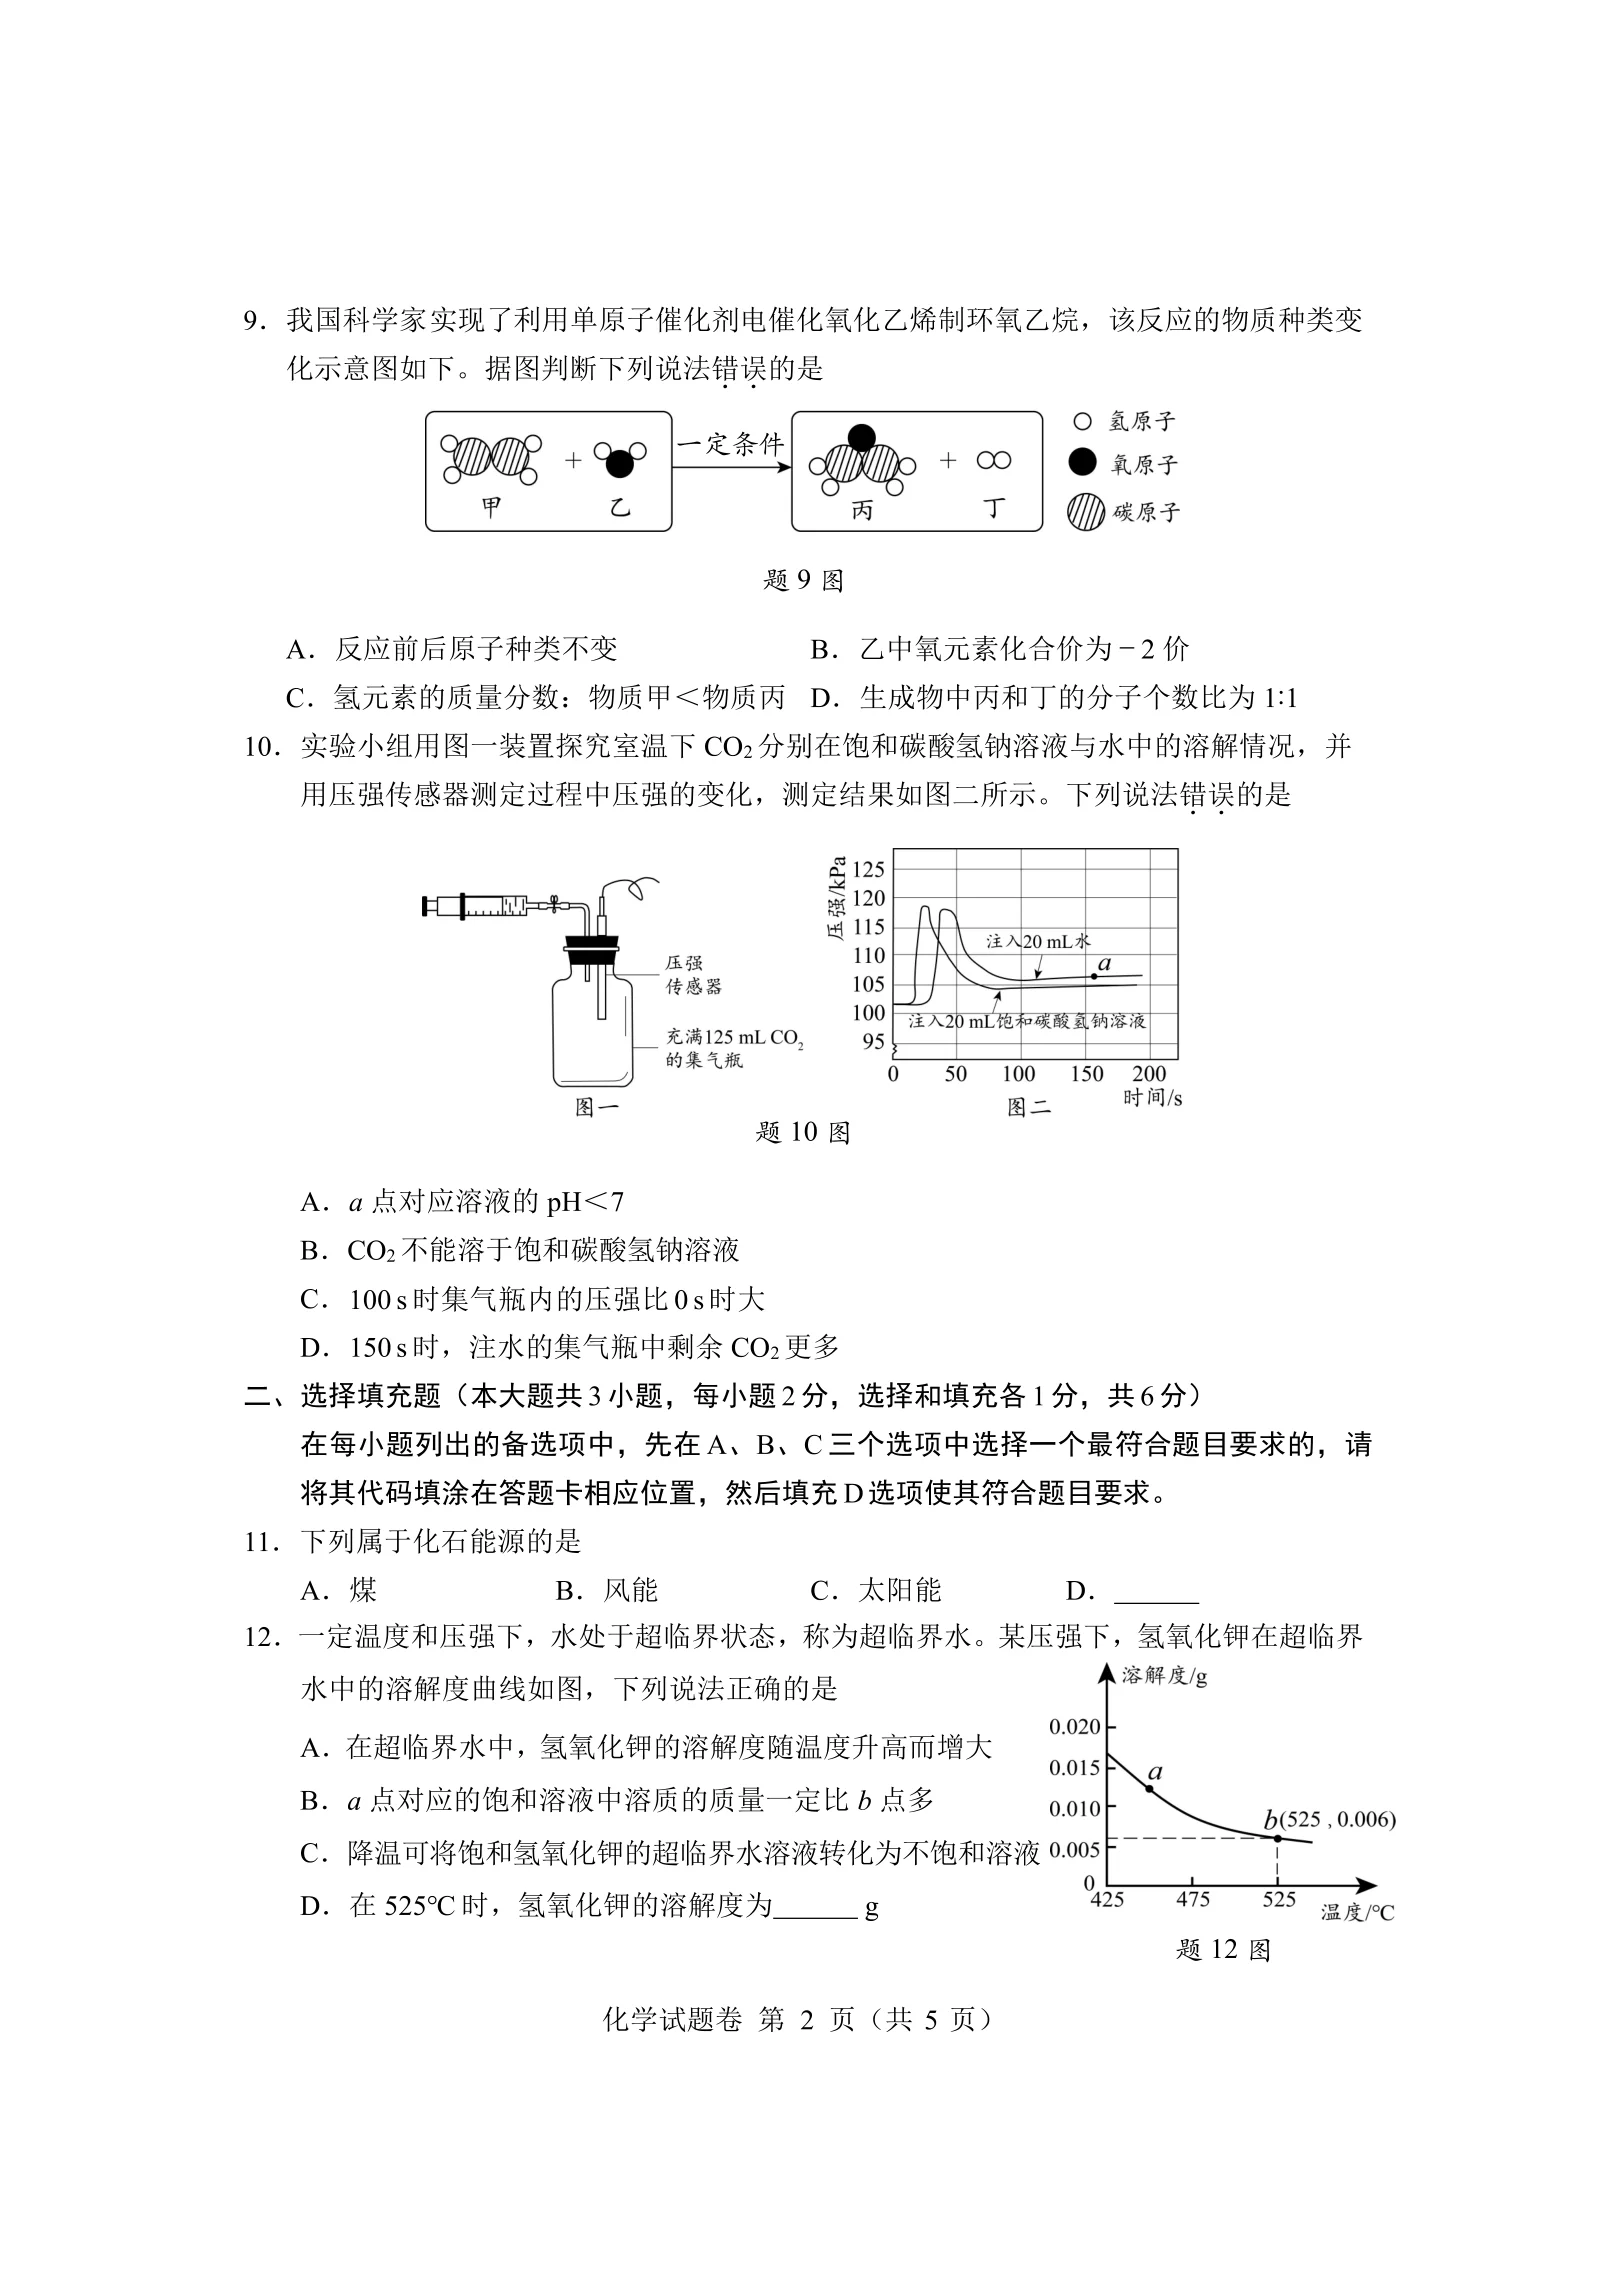 9．我国科学家实现了利用单原子催化剂电催化氧化乙烯制环氧乙烷，该反应的物质种类变
化示意图如下。据图判断下列说法错误的是
甲 + 乙 一定条件 丙 + 丁
氢原子
氧原子
碳原子
题 9 图
A．反应前后原子种类不变 B．乙中氧元素化合价为－2 价
C．氢元素的质量分数：物质甲＜物质丙 D．生成物中丙和丁的分子个数比为 1∶1
10．实验小组用图一装置探究室温下 CO₂分别在饱和碳酸氢钠溶液与水中的溶解情况，并
用压强传感器测定过程中压强的变化，测定结果如图二所示。下列说法错误的是
压强
传感器
充满125 mL CO₂
的集气瓶
图一
压强/kPa
125
120
115
110
105
100
95
注入20 mL水
a
注入20 mL饱和碳酸氢钠溶液
0 50 100 150 200
时间/s
图二
题 10 图
A．a 点对应溶液的 pH＜7
B．CO₂不能溶于饱和碳酸氢钠溶液
C．100 s时集气瓶内的压强比0 s时大
D．150 s时，注水的集气瓶中剩余 CO₂更多
二、选择填充题（本大题共3小题，每小题2分，选择和填充各1分，共6分）
在每小题列出的备选项中，先在A、B、C三个选项中选择一个最符合题目要求的，请
将其代码填涂在答题卡相应位置，然后填充D选项使其符合题目要求。
11．下列属于化石能源的是
A．煤 B．风能 C．太阳能 D．______
12．一定温度和压强下，水处于超临界状态，称为超临界水。某压强下，氢氧化钾在超临界
水中的溶解度曲线如图，下列说法正确的是
A．在超临界水中，氢氧化钾的溶解度随温度升高而增大
B．a 点对应的饱和溶液中溶质的质量一定比 b 点多
C．降温可将饱和氢氧化钾的超临界水溶液转化为不饱和溶液
D．在 525℃时，氢氧化钾的溶解度为______ g
溶解度/g
0.020
0.015
0.010
0.005
0
a
b(525 , 0.006)
425 475 525
温度/℃
题 12 图
化学试题卷 第 2 页（共 5 页）